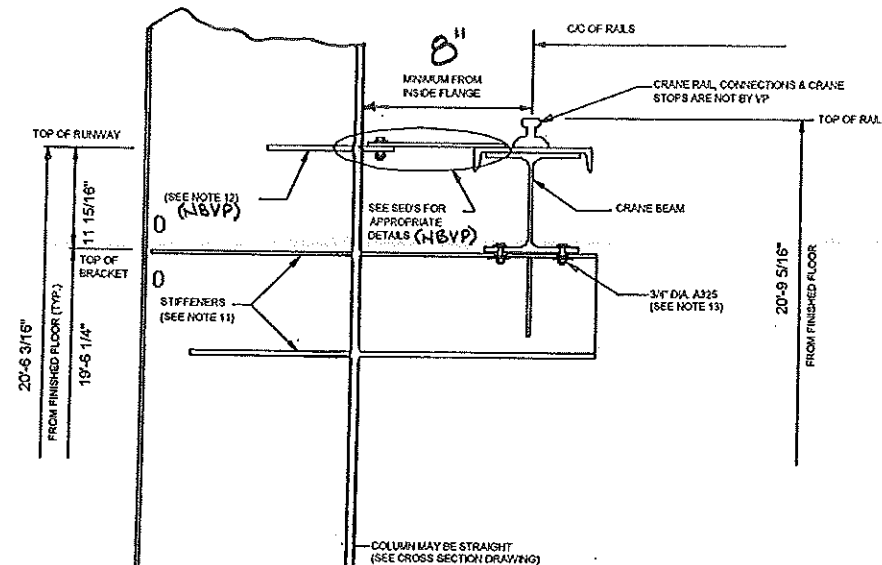 8"
MINIMUM FROM
INSIDE FLANGE
C/C OF RAILS
CRANE RAIL, CONNECTIONS & CRANE
STOPS ARE NOT BY VP
TOP OF RAIL
TOP OF RUNWAY
(SEE NOTE 12)
(NBVP)
SEE SED'S FOR
APPROPRIATE
DETAILS (NBVP)
CRANE BEAM
11 15/16"
0
TOP OF
BRACKET
0
STIFFENERS
(SEE NOTE 11)
3/4" DIA. A325
(SEE NOTE 13)
20'-6 3/16"
FROM FINISHED FLOOR (TYP.)
19'-6 1/4"
20'-9 5/16"
FROM FINISHED FLOOR
COLUMN MAY BE STRAIGHT
(SEE CROSS SECTION DRAWING)